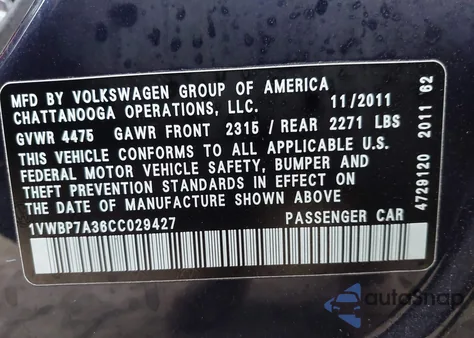 MFD BY VOLKSWAGEN GROUP OF AMERICA
CHATTANOOGA OPERATIONS, LLC. 11/2011
GVWR 4475 GAWR FRONT 2315 / REAR 2271 LBS
THIS VEHICLE CONFORMS TO ALL APPLICABLE U.S.
FEDERAL MOTOR VEHICLE SAFETY, BUMPER AND
THEFT PREVENTION STANDARDS IN EFFECT ON THE
DATE OF MANUFACTURE SHOWN ABOVE
1VWBP7A36CC029427 PASSENGER CAR
4729120 2011 62
autoSnap